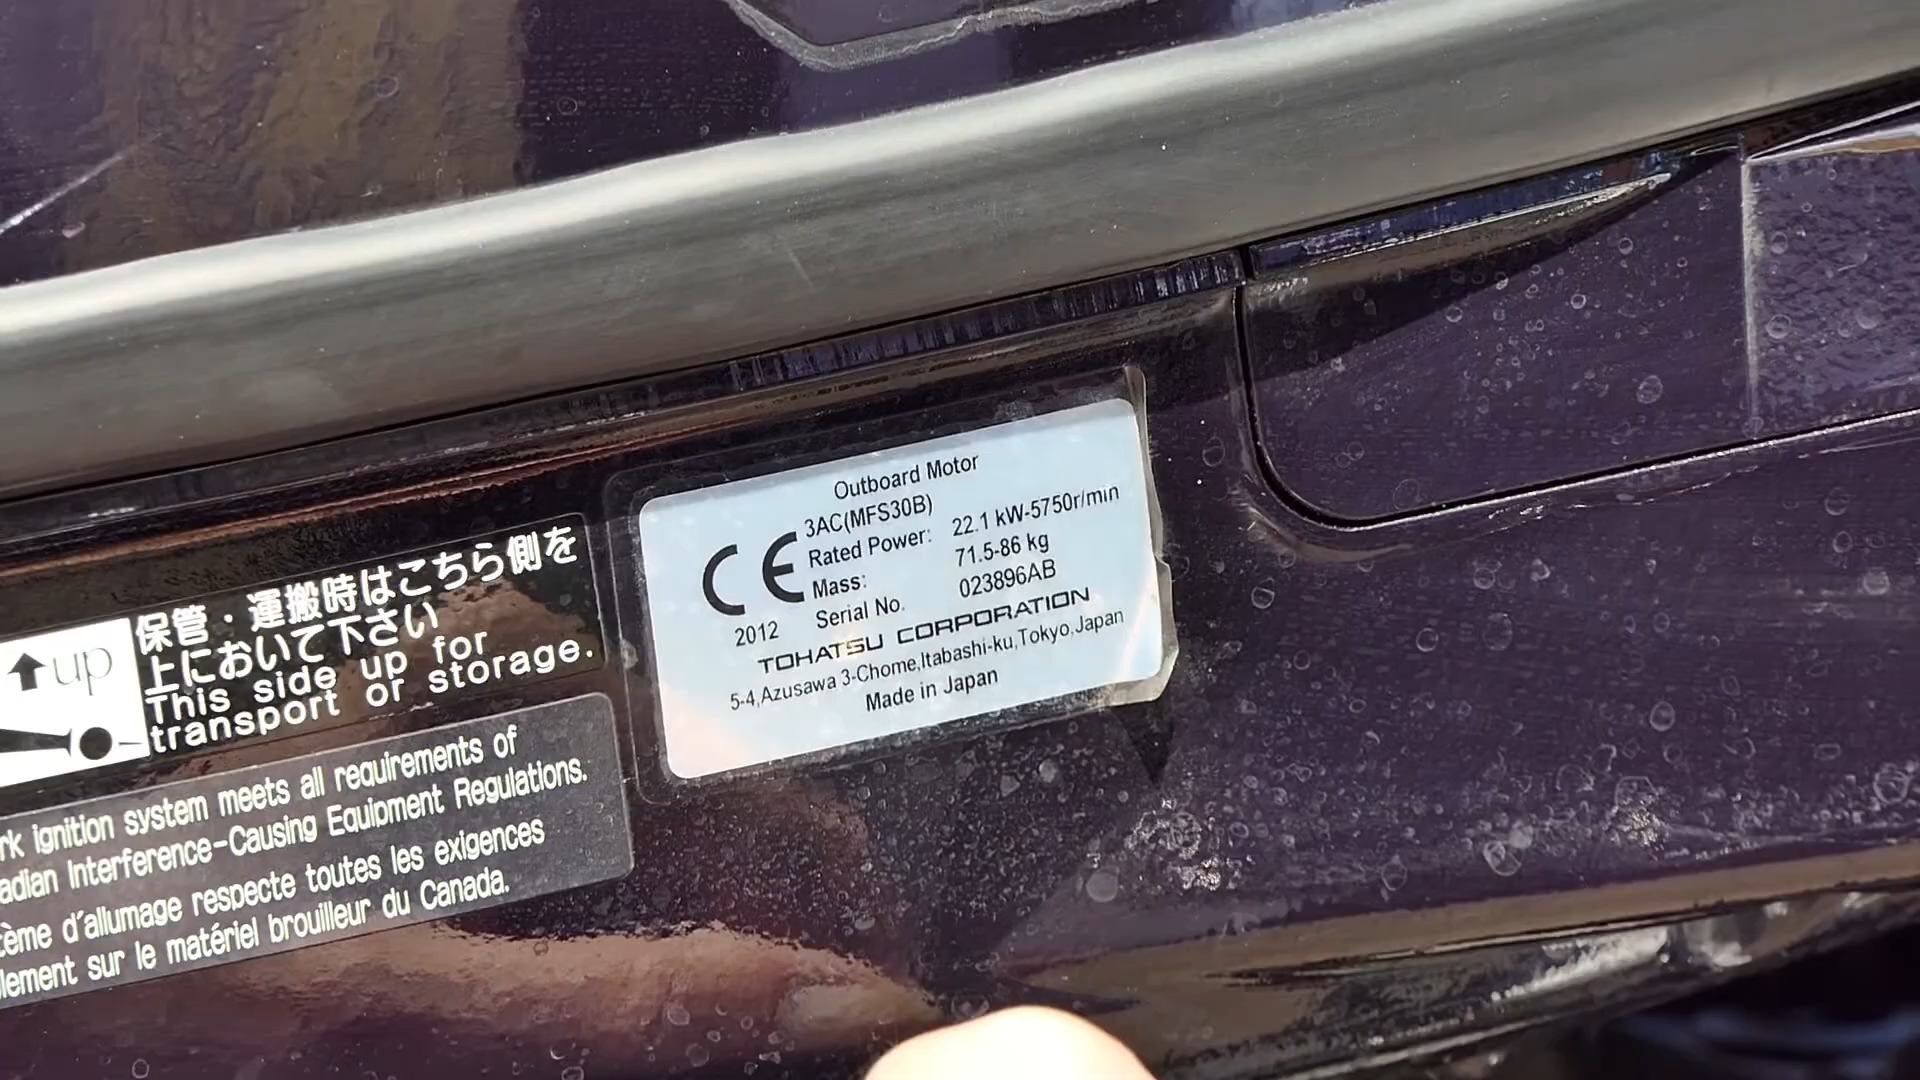 Outboard Motor
3AC(MFS30B)
Rated Power: 22.1 kW-5750r/min
Mass: 71.5-86 kg
Serial No. 023896AB
CE
2012
TOHATSU CORPORATION
5-4,Azusawa 3-Chome,Itabashi-ku,Tokyo,Japan
Made in Japan
up
保管・運搬時はこちら側を
上において下さい
This side up for
transport or storage.
ignition system meets all requirements of
Interference-Causing Equipment Regulations.
d'allumage respecte toutes les exigences
sur le matériel brouilleur du Canada.